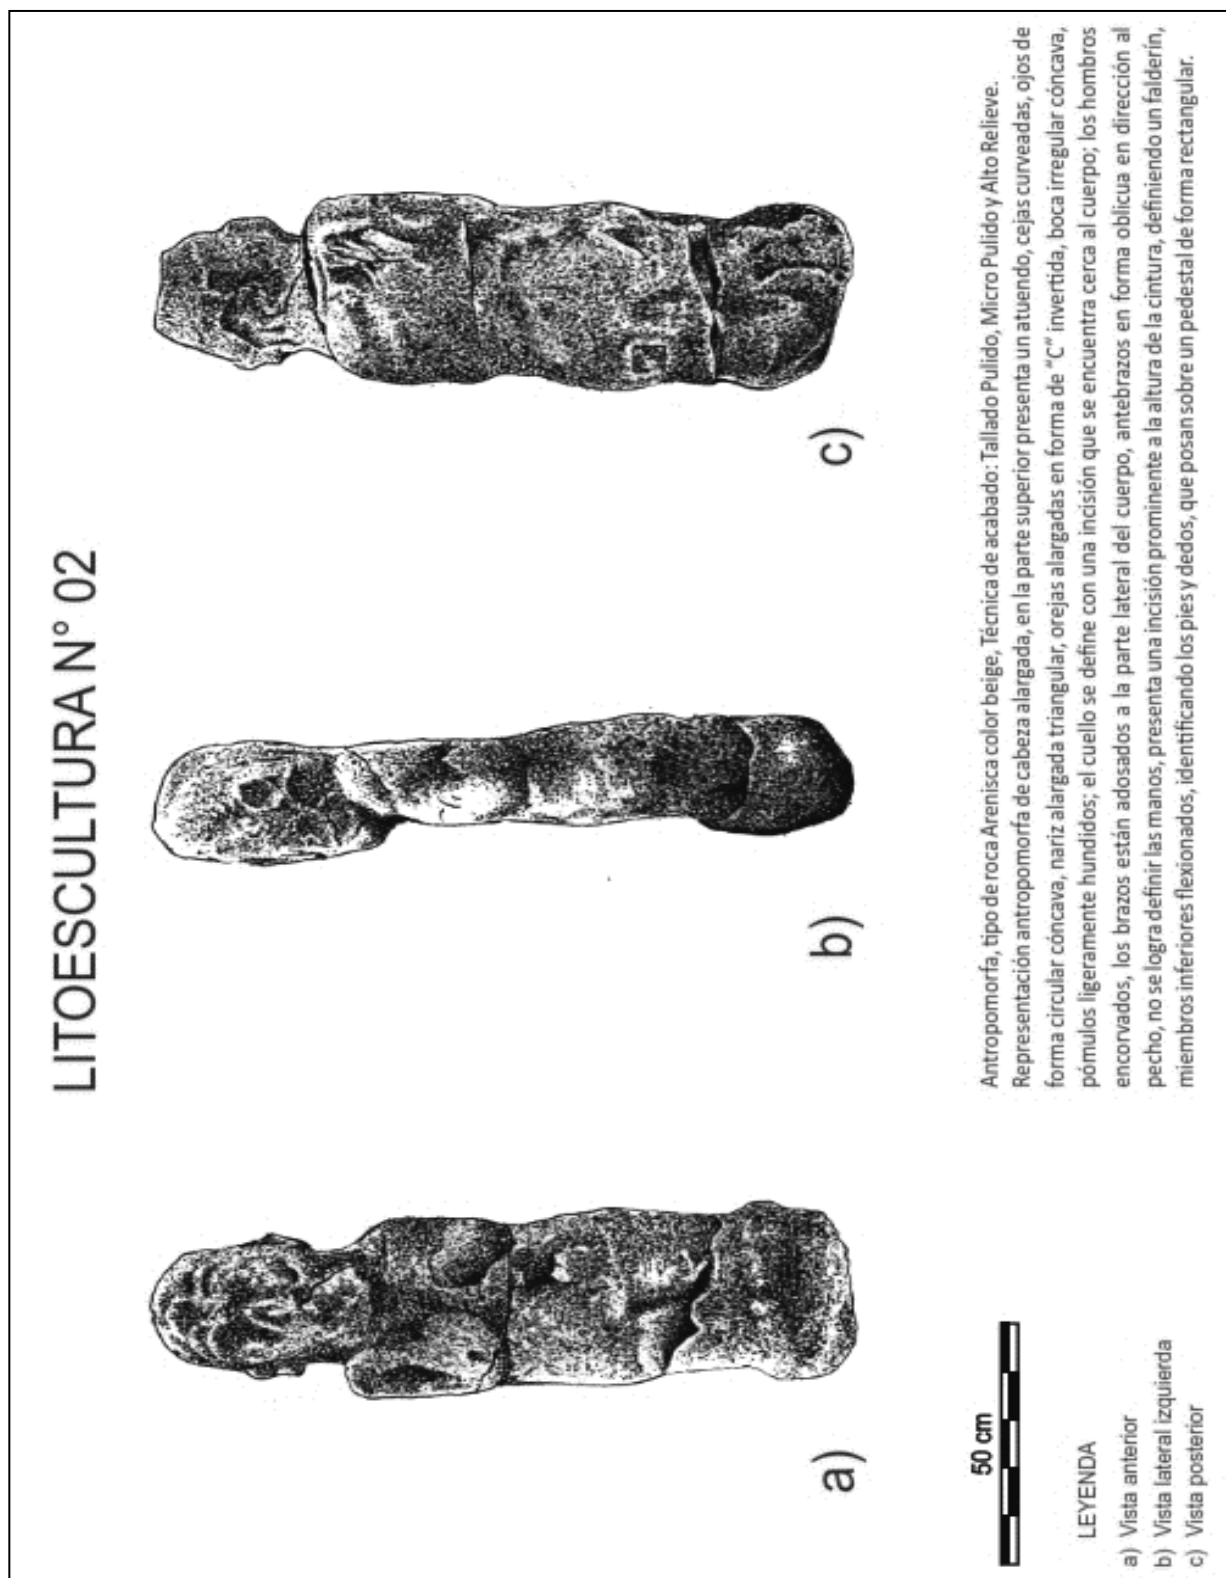 LITOESCULTURA N° 02
a)
b)
c)
50 cm
LEYENDA
a) Vista anterior
b) Vista lateral izquierda
c) Vista posterior
Antropomorfa, tipo de roca Arenisca color beige, Técnica de acabado: Tallado Pulido, Micro Pulido y Alto Relieve.
Representación antropomorfa de cabeza alargada, en la parte superior presenta un atuendo, cejas curveadas, ojos de
forma circular cóncava, nariz alargada triangular, orejas alargadas en forma de "C" invertida, boca irregular cóncava,
pómulos ligeramente hundidos; el cuello se define con una incisión que se encuentra cerca al cuerpo; los hombros
encorvados, los brazos están adosados a la parte lateral del cuerpo, antebrazos en forma oblicua en dirección al
pecho, no se logra definir las manos, presenta una incisión prominente a la altura de la cintura, definiendo un falderín,
miembros inferiores flexionados, identificando los pies y dedos, que posan sobre un pedestal de forma rectangular.